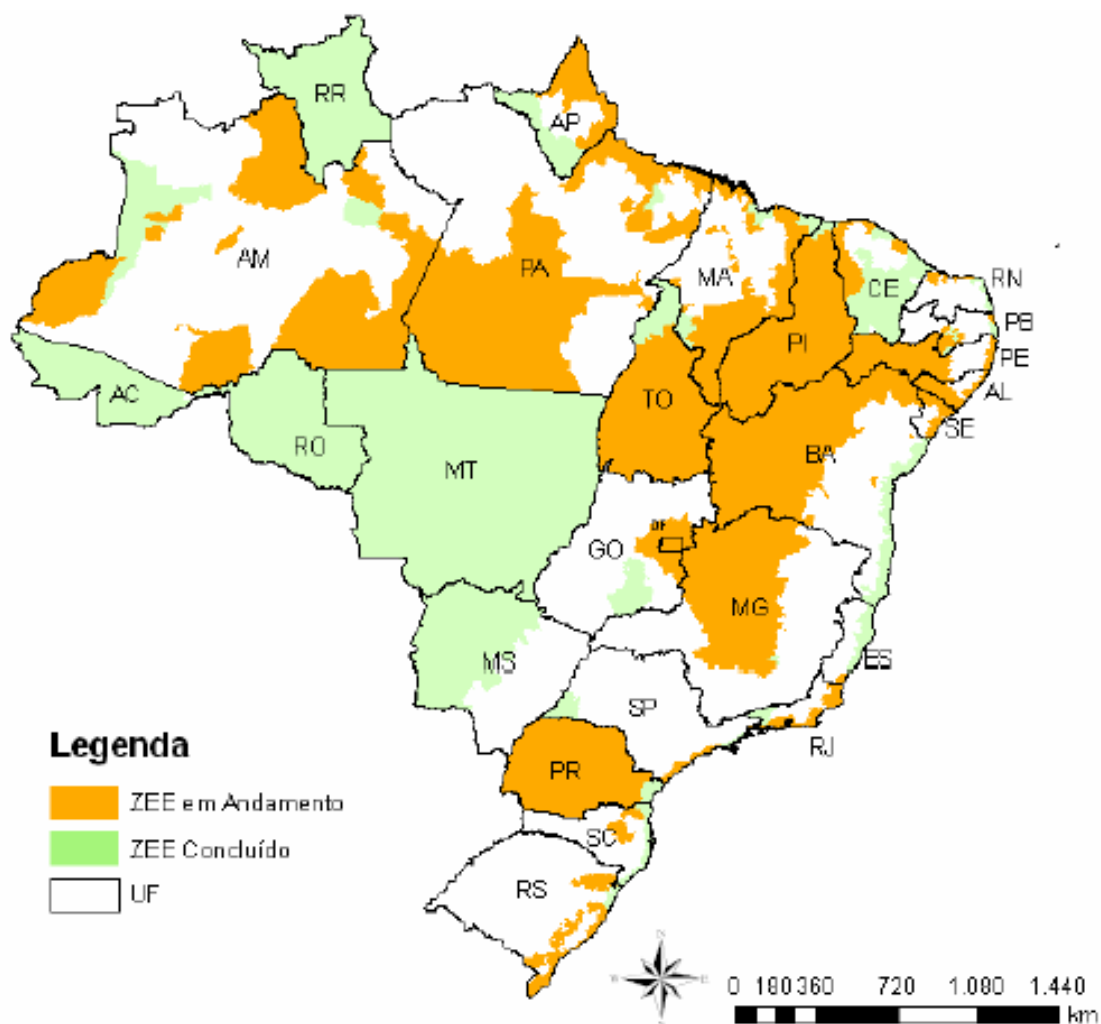 RR
AP
AM
PA
MA
CE
RN
PB
PE
AL
SE
PI
TO
BA
AC
RO
MT
DF
GO
MG
MS
ES
SP
RJ
PR
SC
RS
Legenda
ZEE em Andamento
ZEE Concluído
UF
N
W
E
S
0 180 360 720 1.080 1.440
km